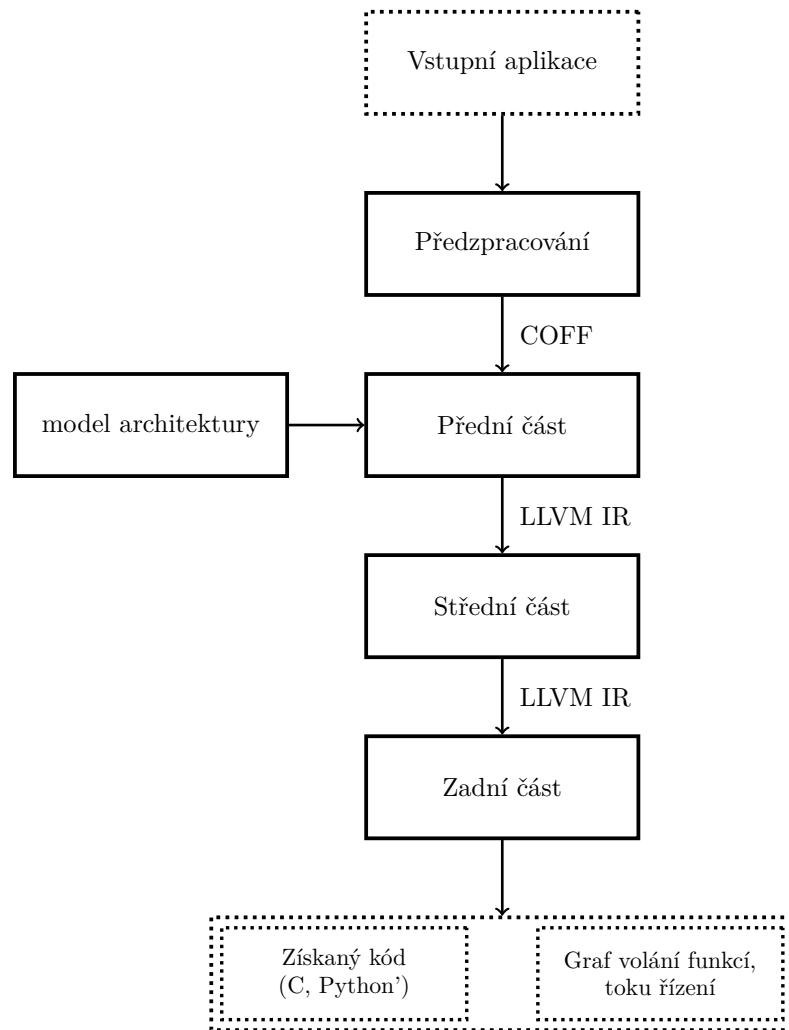 Vstupní aplikace
Předzpracování
COFF
model architektury
Přední část
LLVM IR
Střední část
LLVM IR
Zadní část
Získaný kód
(C, Python’)
Graf volání funkcí,
toku řízení